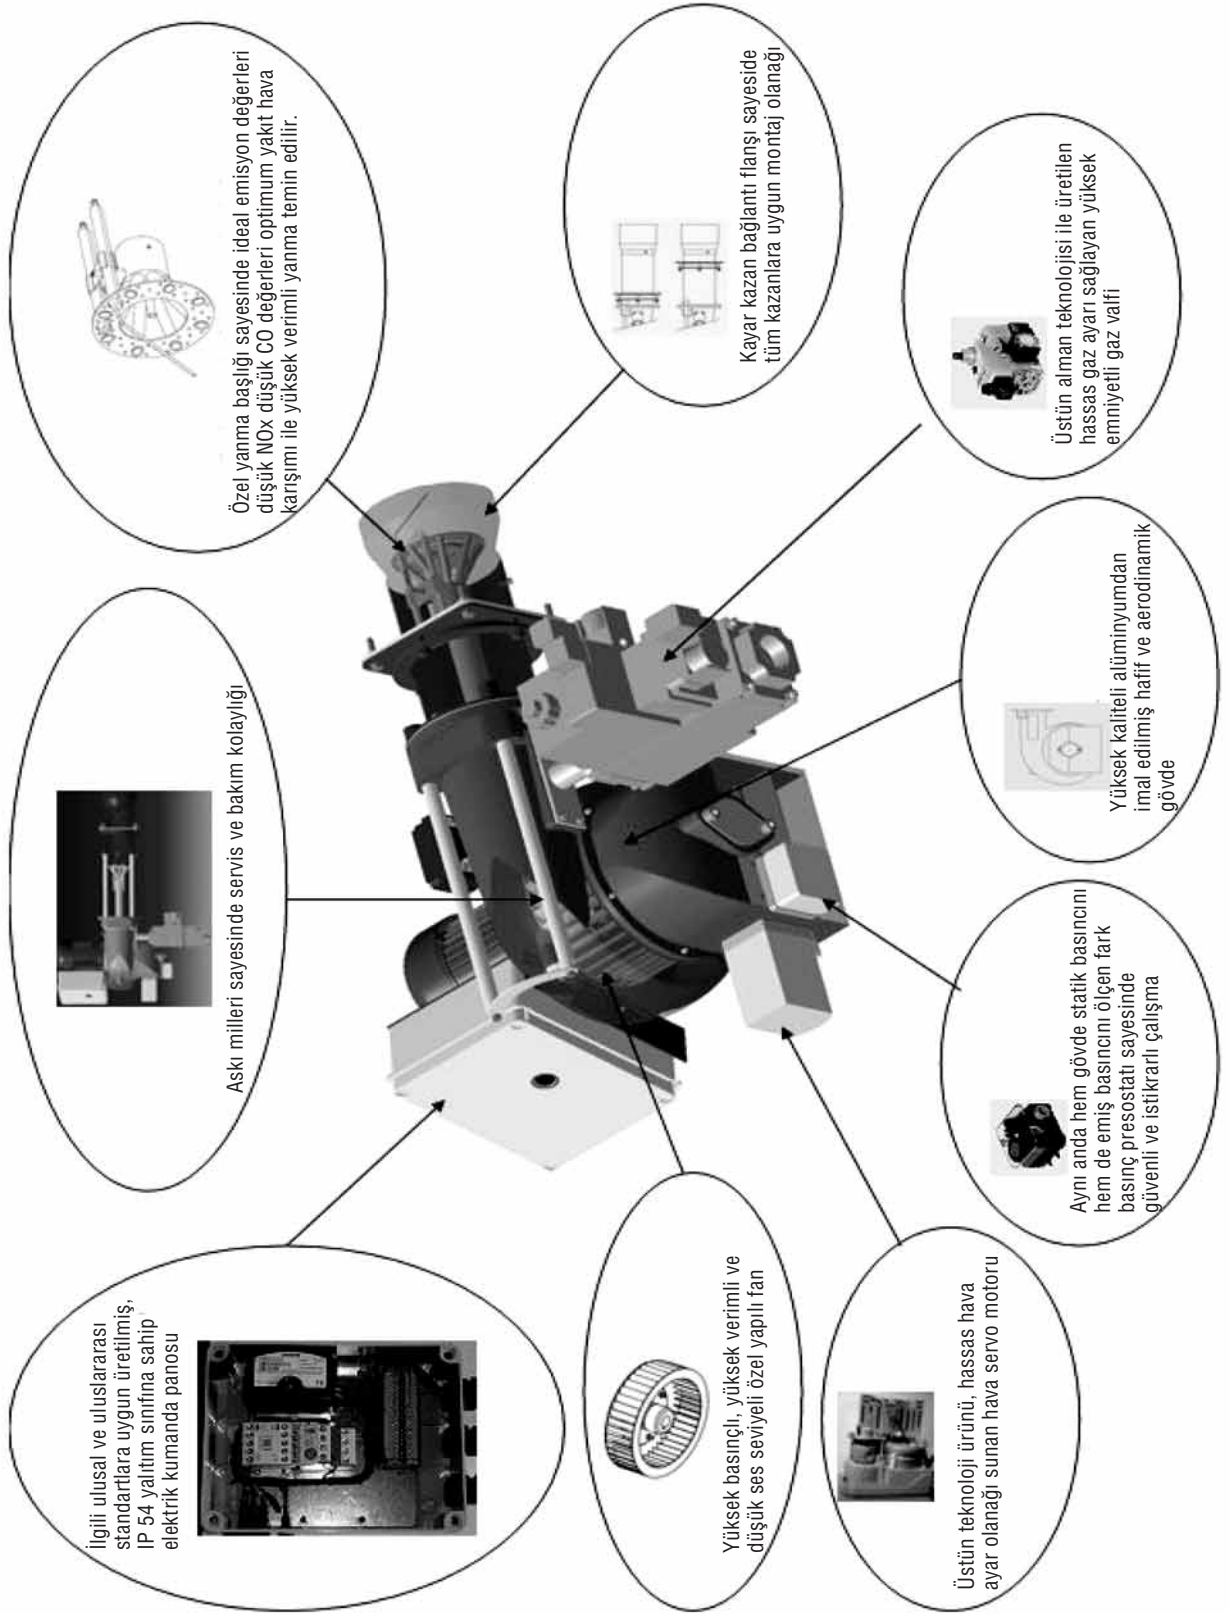 İlgili ulusal ve uluslararası
standartlara uygun üretilmiş,
IP 54 yalıtım sınıfına sahip
elektrik kumanda panosu
Askı milleri sayesinde servis ve bakım kolaylığı
Özel yanma başlığı sayesinde ideal emisyon değerleri
düşük NOx düşük CO değerleri optimum yakıt hava
karışımı ile yüksek verimli yanma temin edilir.
Yüksek basınçlı, yüksek verimli ve
düşük ses seviyeli özel yapılı fan
Kayar kazan bağlantı flanşı sayeside
tüm kazanlara uygun montaj olanağı
Üstün teknoloji ürünü, hassas hava
ayar olanağı sunan hava servo motoru
Aynı anda hem gövde statik basıncını
hem de emiş basıncını ölçen fark
basınç presostatı sayesinde
güvenli ve istikrarlı çalışma
Yüksek kaliteli alüminyumdan
imal edilmiş hafif ve aerodinamik
gövde
Üstün alman teknolojisi ile üretilen
hassas gaz ayarı sağlayan yüksek
emniyetli gaz valfi